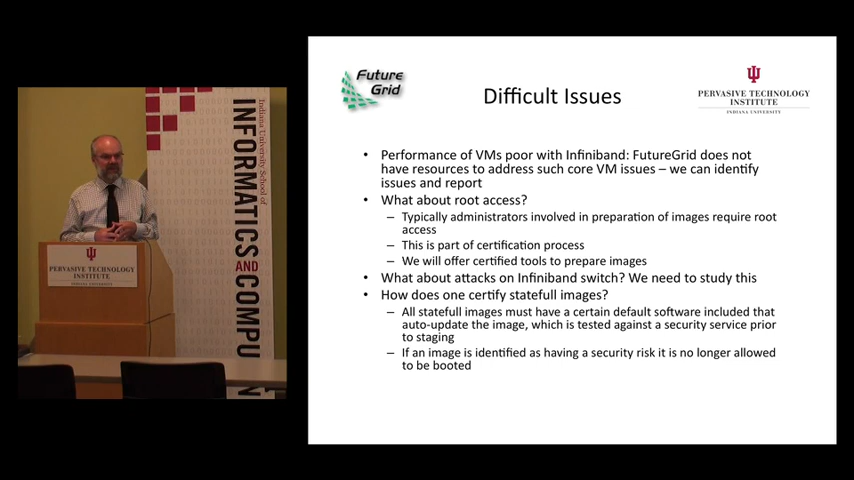 Future
Grid
Difficult Issues
PERVASIVE TECHNOLOGY
INSTITUTE
INDIANA UNIVERSITY
• Performance of VMs poor with Infiniband: FutureGrid does not
have resources to address such core VM issues – we can identify
issues and report
• What about root access?
– Typically administrators involved in preparation of images require root
access
– This is part of certification process
– We will offer certified tools to prepare images
• What about attacks on Infiniband switch? We need to study this
• How does one certify statefull images?
– All statefull images must have a certain default software included that
auto-update the image, which is tested against a security service prior
to staging
– If an image is identified as having a security risk it is no longer allowed
to be booted
Indiana University School of
INFORMATICS AND COMPU
PERVASIVE TECHNOLOGY
INSTITUTE